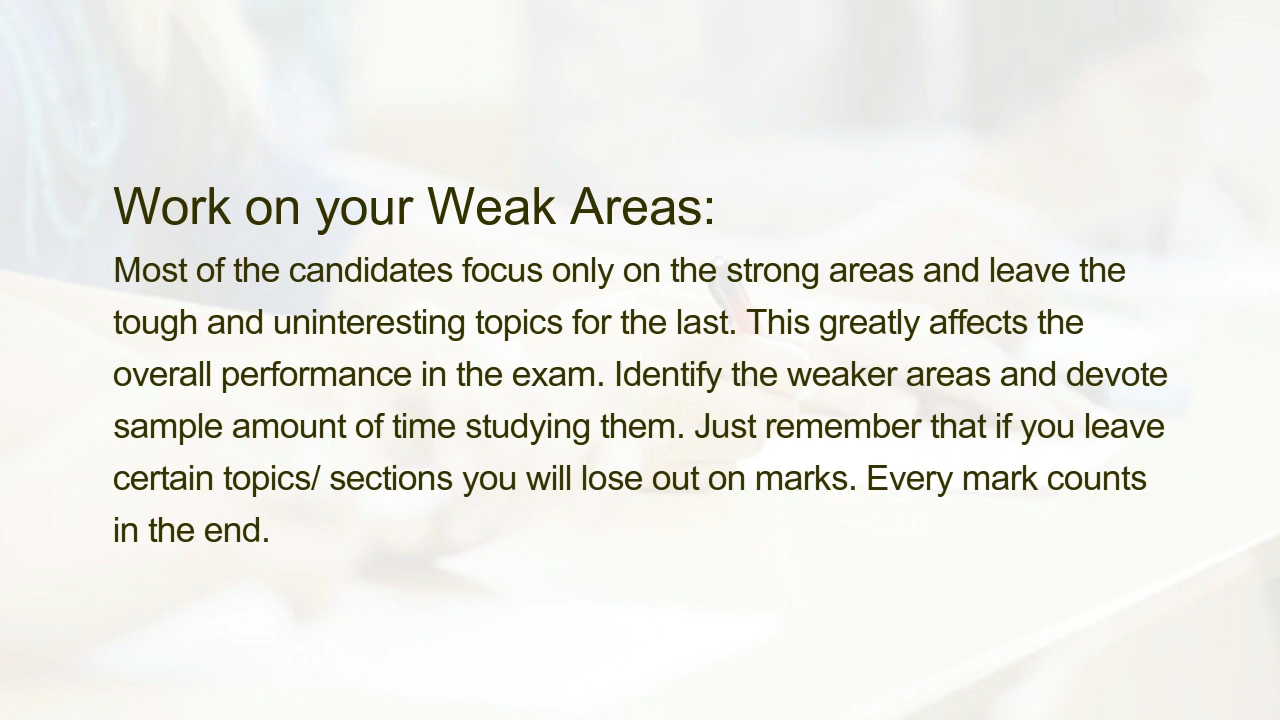 Work on your Weak Areas:
Most of the candidates focus only on the strong areas and leave the
tough and uninteresting topics for the last. This greatly affects the
overall performance in the exam. Identify the weaker areas and devote
sample amount of time studying them. Just remember that if you leave
certain topics/ sections you will lose out on marks. Every mark counts
in the end.